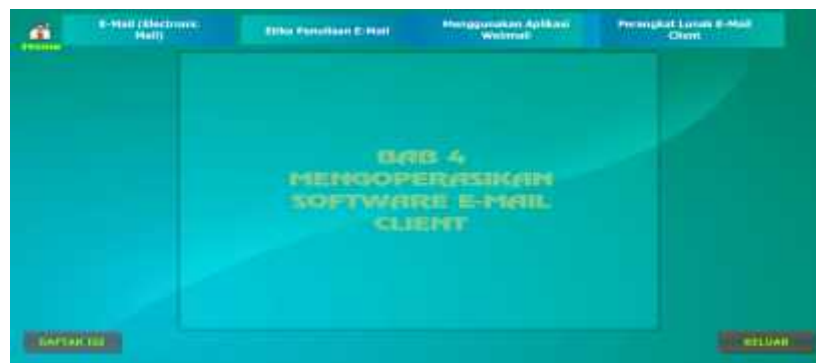 E-Mail (Electronic
Mail)
Etika Penulisan E-Mail
Menggunakan Aplikasi
Webmail
Perangkat Lunak E-Mail
Client
BAB 4
MENGOPERASIKAN
SOFTWARE E-MAIL
CLIENT
DAFTAR ISI
KELUAR